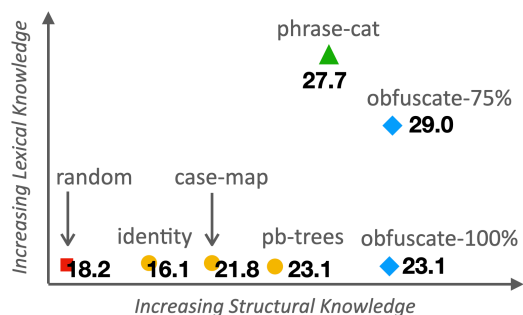 phrase-cat
27.7
obfuscate-75%
29.0
random
case-map
identity
pb-trees
obfuscate-100%
18.2
16.1
21.8
23.1
23.1
Increasing Lexical Knowledge
Increasing Structural Knowledge